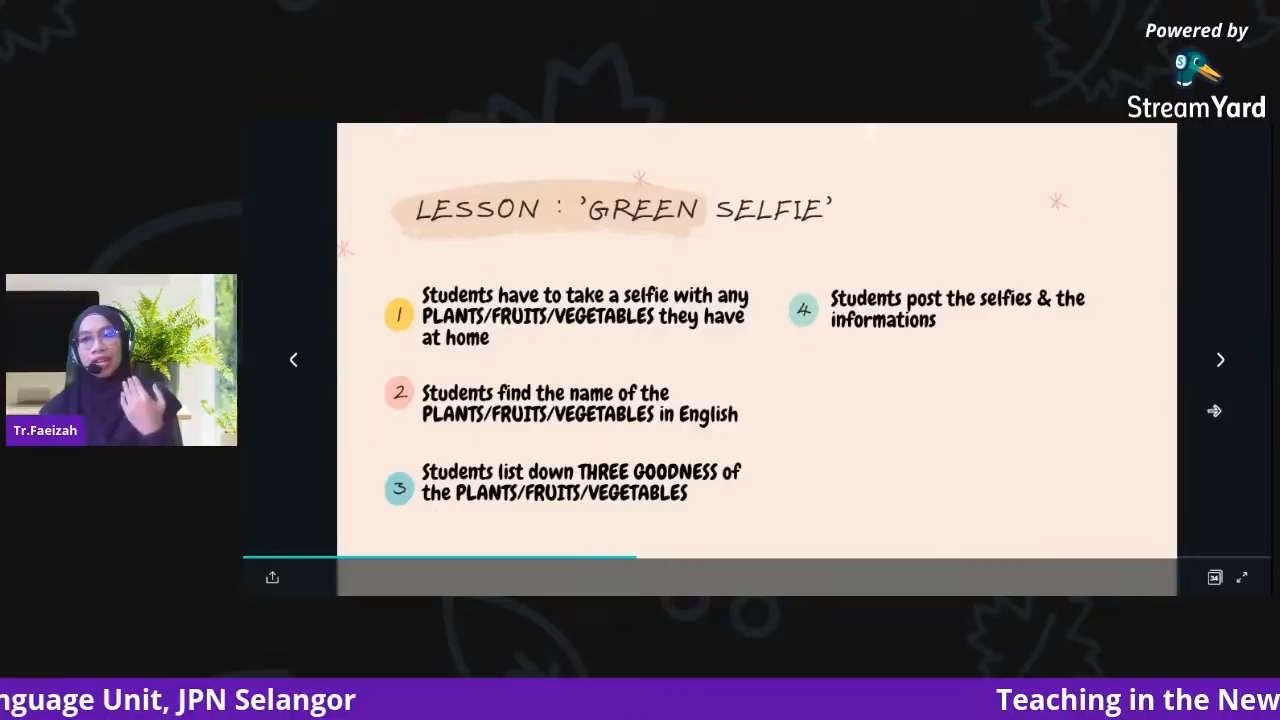 Powered by
StreamYard
LESSON : 'GREEN SELFIE'
1
Students have to take a selfie with any
PLANTS/FRUITS/VEGETABLES they have
at home
2
Students find the name of the
PLANTS/FRUITS/VEGETABLES in English
3
Students list down THREE GOODNESS of
the PLANTS/FRUITS/VEGETABLES
4
Students post the selfies & the
informations
Tr.Faeizah
34
nguage Unit, JPN Selangor
Teaching in the New